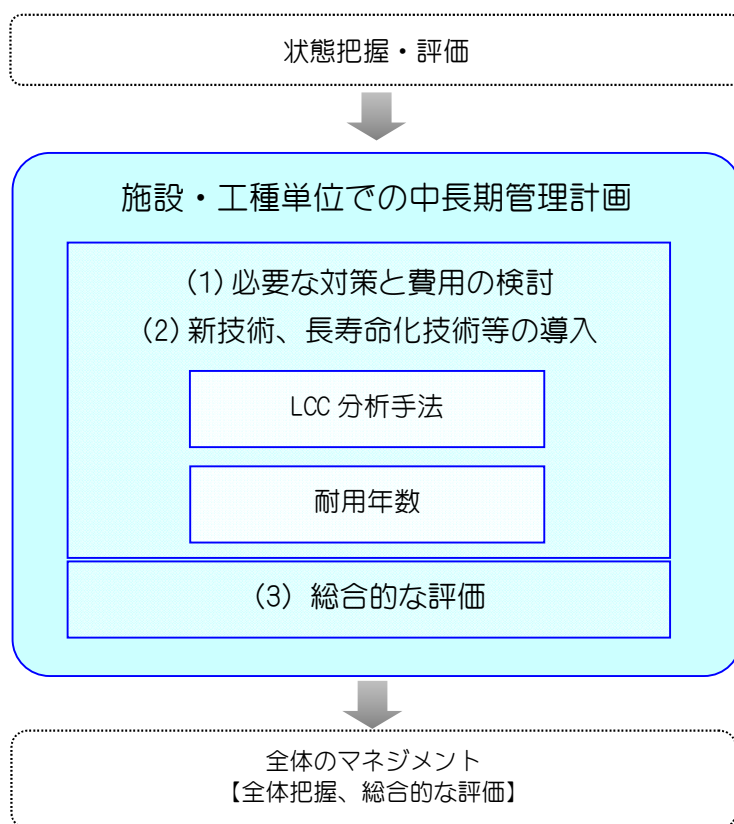 状態把握・評価
施設・工種単位での中長期管理計画
(1)必要な対策と費用の検討
(2)新技術、長寿命化技術等の導入
LCC 分析手法
耐用年数
(3) 総合的な評価
全体のマネジメント
【全体把握、総合的な評価】